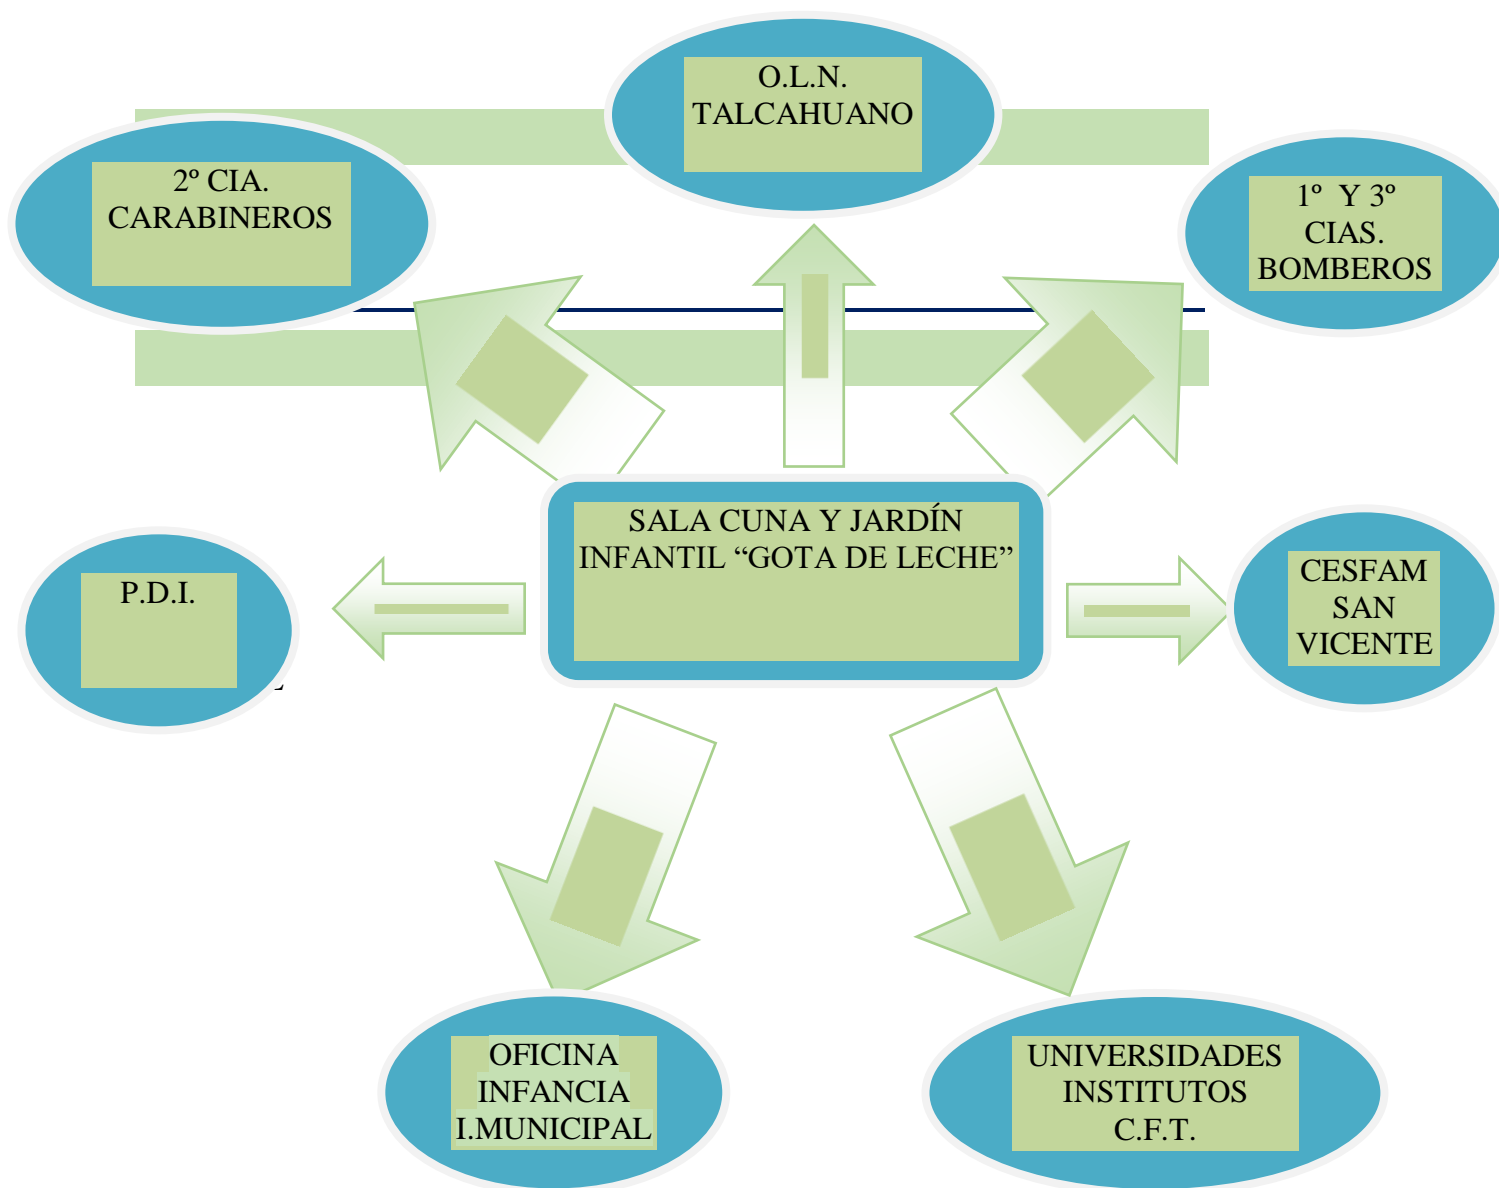 O.L.N.
TALCAHUANO
2º CIA.
CARABINEROS
1º Y 3º
CIAS.
BOMBEROS
SALA CUNA Y JARDÍN
INFANTIL “GOTA DE LECHE”
P.D.I.
CESFAM
SAN
VICENTE
OFICINA
INFANCIA
I.MUNICIPAL
UNIVERSIDADES
INSTITUTOS
C.F.T.